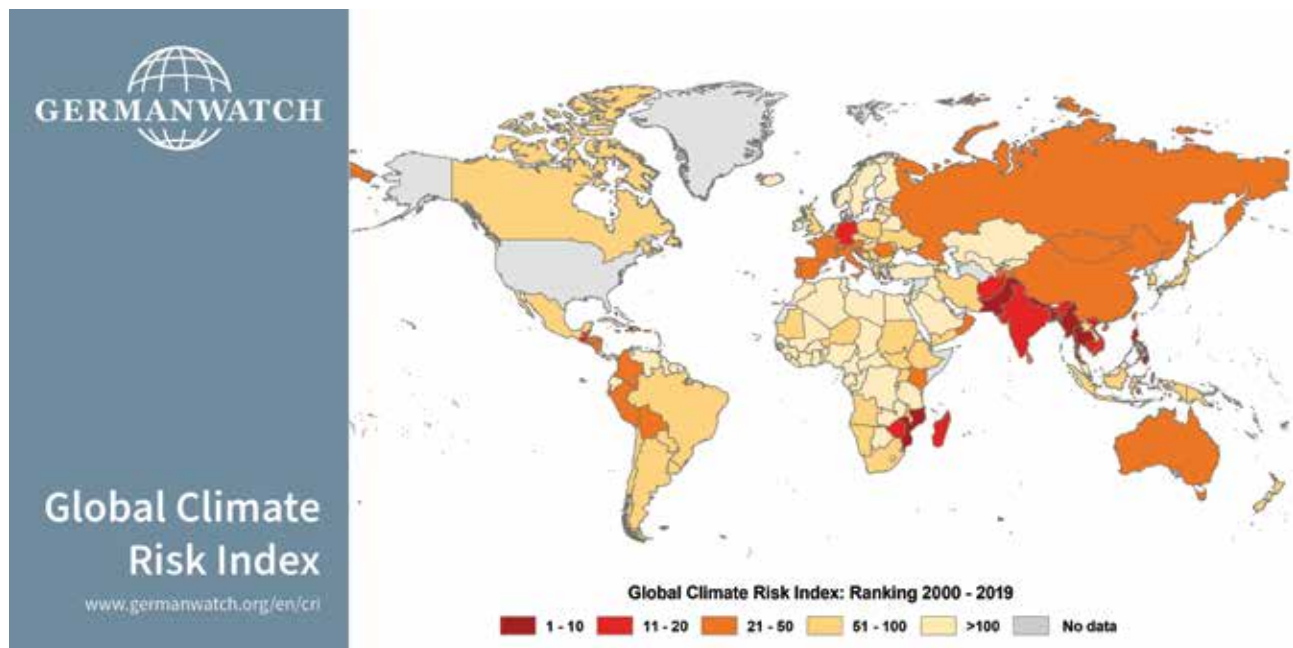 GERMANWATCH
Global Climate
Risk Index
www.germanwatch.org/en/cri
Global Climate Risk Index: Ranking 2000 - 2019
1 - 10 11 - 20 21 - 50 51 - 100 >100 No data